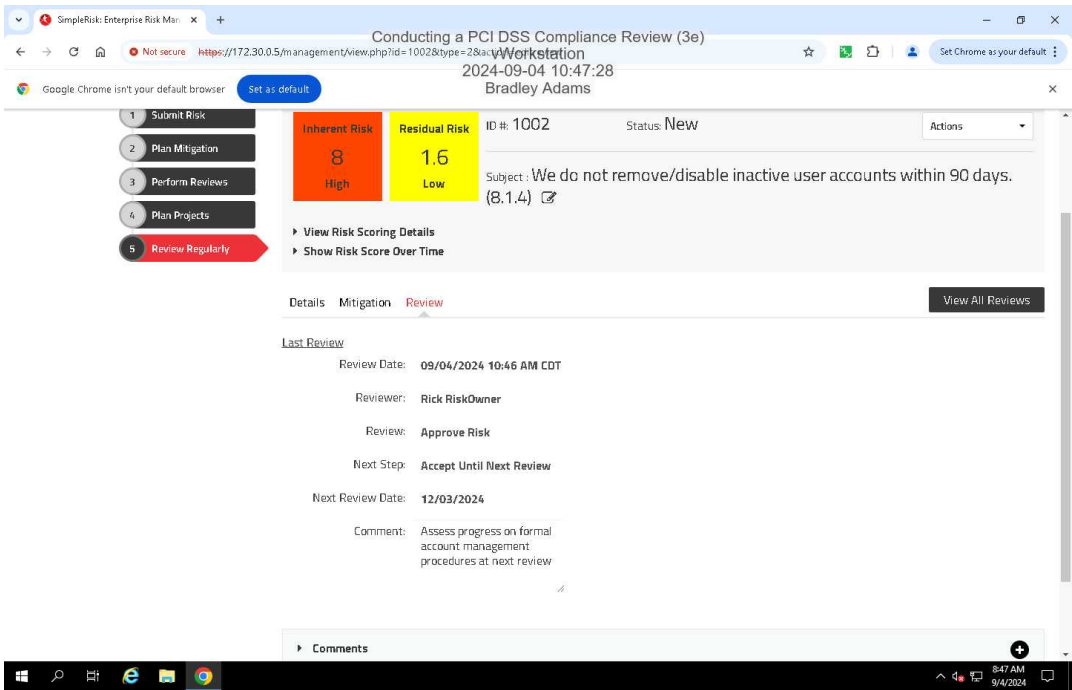 SimpleRisk: Enterprise Risk Man
Conducting a PCI DSS Compliance Review (3e)
Not secure https://172.30.0.5/management/view.php?id=1002&type=2&action=editreview
vWorkstation
Set Chrome as your default
2024-09-04 10:47:28
Google Chrome isn't your default browser
Set as default
Bradley Adams
1 Submit Risk
2 Plan Mitigation
3 Perform Reviews
4 Plan Projects
5 Review Regularly
Inherent Risk
8
High
Residual Risk
1.6
Low
ID #: 1002
Status: New
Actions
Subject : We do not remove/disable inactive user accounts within 90 days.
(8.1.4)
View Risk Scoring Details
Show Risk Score Over Time
Details Mitigation Review
View All Reviews
Last Review
Review Date: 09/04/2024 10:46 AM CDT
Reviewer: Rick RiskOwner
Review: Approve Risk
Next Step: Accept Until Next Review
Next Review Date: 12/03/2024
Comment: Assess progress on formal
account management
procedures at next review
Comments
8:47 AM
9/4/2024